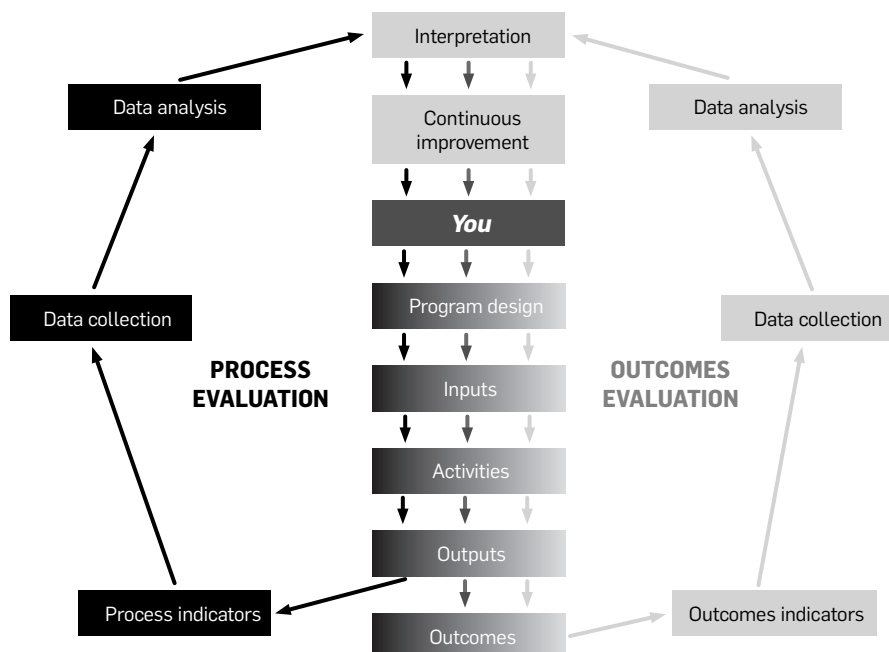 Interpretation
Data analysis
Data analysis
Continuous
improvement
You
Program design
Data collection
Data collection
PROCESS
EVALUATION
OUTCOMES
EVALUATION
Inputs
Activities
Outputs
Process indicators
Outcomes indicators
Outcomes